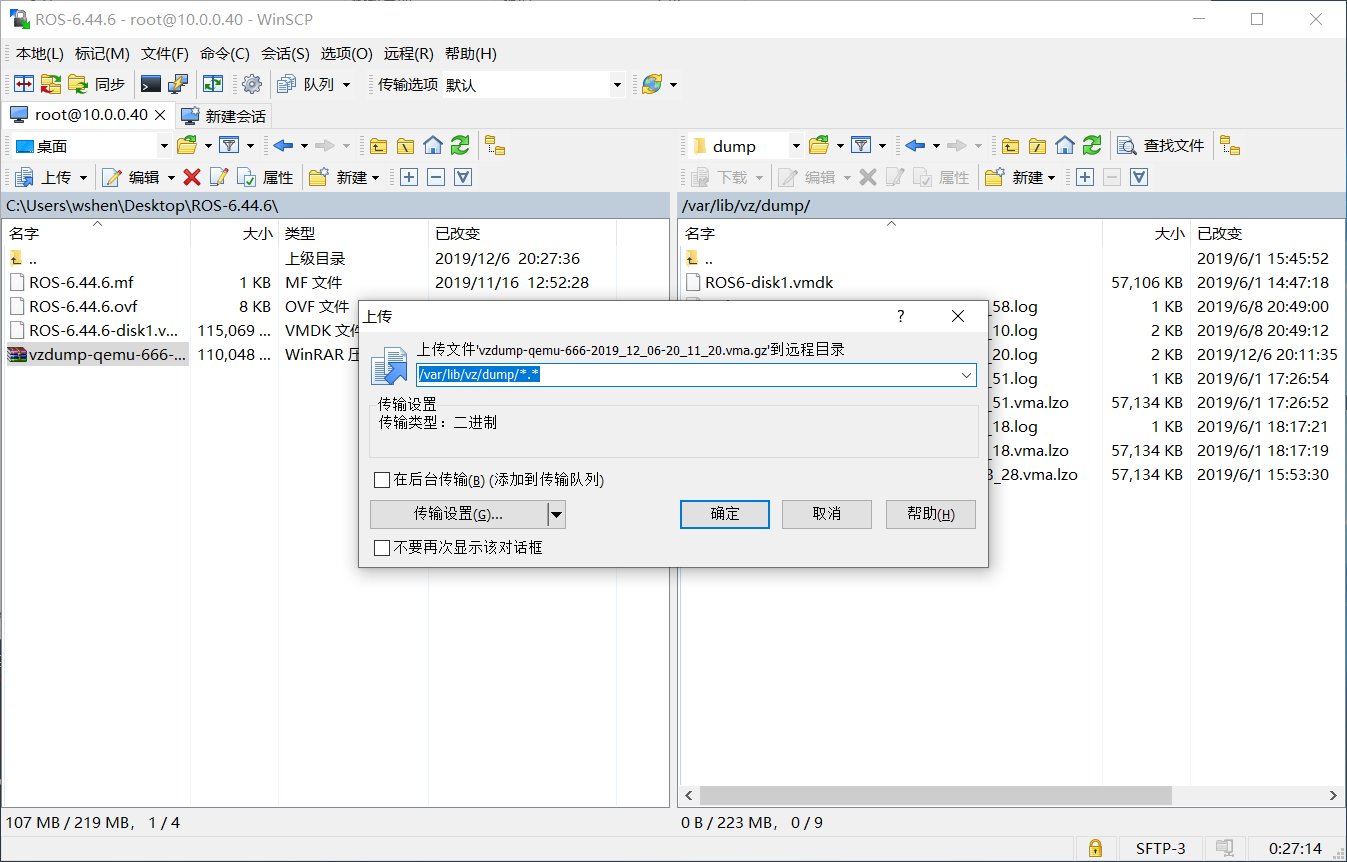 ROS-6.44.6 - root@10.0.0.40 - WinSCP
本地(L) 标记(M) 文件(F) 命令(C) 会话(S) 选项(O) 远程(R) 帮助(H)
同步 队列 传输选项 默认
root@10.0.0.40 新建会话
桌面 dump 查找文件
上传 编辑 属性 新建 下载 编辑 属性 新建
C:\Users\wshen\Desktop\ROS-6.44.6\ /var/lib/vz/dump/
名字 大小 类型 已改变 名字 大小 已改变
.. 上级目录 2019/12/6 20:27:36 .. 2019/6/1 15:45:52
ROS-6.44.6.mf 1 KB MF 文件 2019/11/16 12:52:28 ROS6-disk1.vmdk 57,106 KB 2019/6/1 14:47:18
ROS-6.44.6.ovf 8 KB OVF 文件 _58.log 1 KB 2019/6/8 20:49:00
ROS-6.44.6-disk1.v... 115,069 ... VMDK 文件 _10.log 2 KB 2019/6/8 20:49:12
vzdump-qemu-666-... 110,048 ... WinRAR _20.log 2 KB 2019/12/6 20:11:35
_51.log 1 KB 2019/6/1 17:26:54
_51.vma.lzo 57,134 KB 2019/6/1 17:26:52
_18.log 1 KB 2019/6/1 18:17:21
_18.vma.lzo 57,134 KB 2019/6/1 18:17:19
_28.vma.lzo 57,134 KB 2019/6/1 15:53:30
上传 ?
上传文件'vzdump-qemu-666-2019_12_06-20_11_20.vma.gz'到远程目录
/var/lib/vz/dump/*.*
传输设置
传输类型：二进制
在后台传输(B) (添加到传输队列)
传输设置(G)... 确定 取消 帮助(H)
不要再次显示该对话框
107 MB / 219 MB， 1 / 4 0 B / 223 MB， 0 / 9
SFTP-3 0:27:14